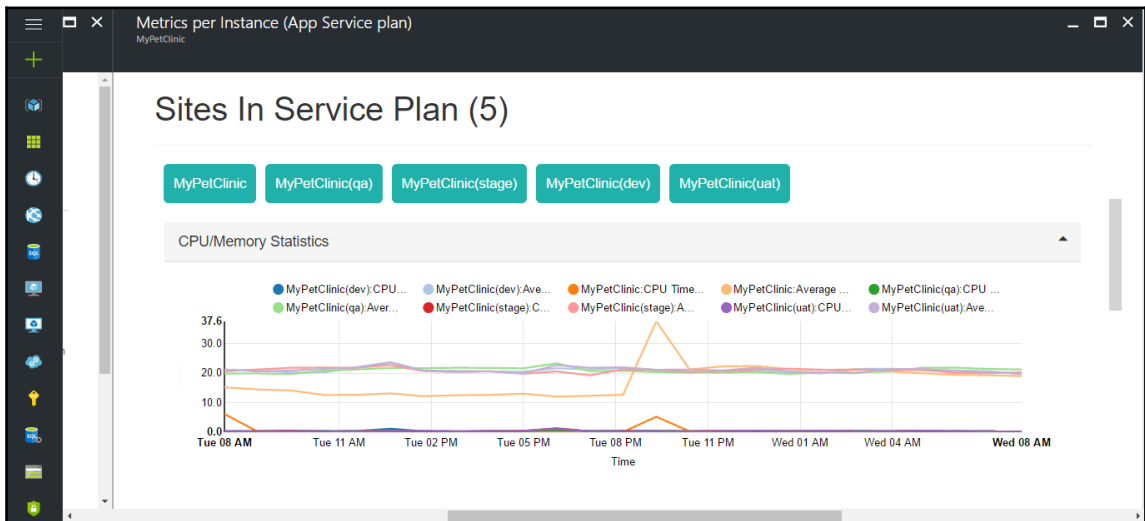 Metrics per Instance (App Service plan)
MyPetClinic
Sites In Service Plan (5)
MyPetClinic MyPetClinic(qa) MyPetClinic(stage) MyPetClinic(dev) MyPetClinic(uat)
CPU/Memory Statistics
MyPetClinic(dev):CPU... MyPetClinic(dev):Ave... MyPetClinic:CPU Time... MyPetClinic:Average ... MyPetClinic(qa):CPU ...
MyPetClinic(qa):Aver... MyPetClinic(stage):C... MyPetClinic(stage):A... MyPetClinic(uat):CPU... MyPetClinic(uat):Ave...
37.6
30.0
20.0
10.0
0.0
Tue 08 AM Tue 11 AM Tue 02 PM Tue 05 PM Tue 08 PM Tue 11 PM Wed 01 AM Wed 04 AM Wed 08 AM
Time